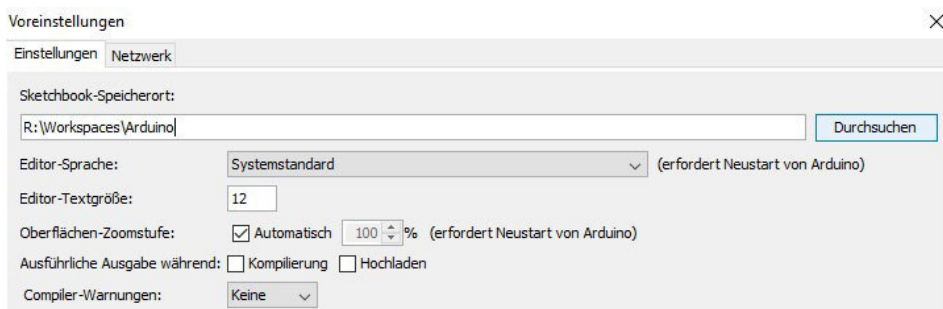 Voreinstellungen
Einstellungen Netzwerk
Sketchbook-Speicherort:
R:\Workspaces\Arduino Durchsuchen
Editor-Sprache: Systemstandard (erfordert Neustart von Arduino)
Editor-Textgröße: 12
Oberflächen-Zoomstufe: Automatisch 100 % (erfordert Neustart von Arduino)
Ausführliche Ausgabe während: Kompilierung Hochladen
Compiler-Warnungen: Keine